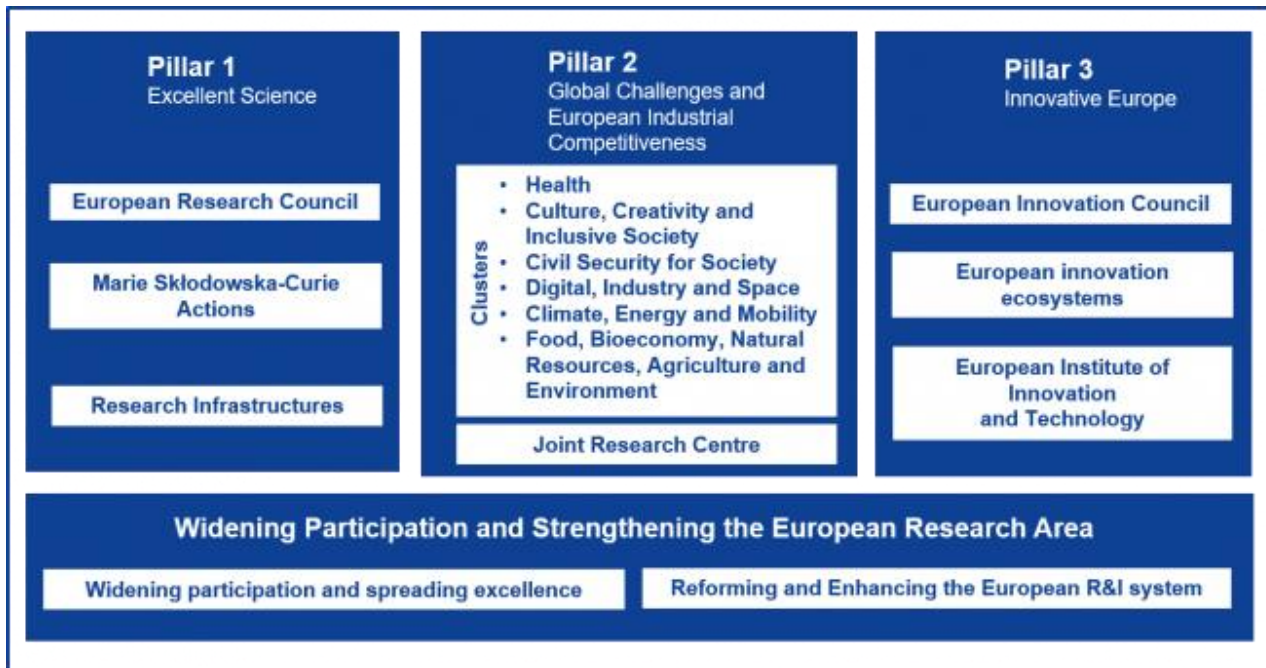 Pillar 1
Excellent Science
European Research Council
Marie Skłodowska-Curie
Actions
Research Infrastructures
Pillar 2
Global Challenges and
European Industrial
Competitiveness
Clusters
• Health
• Culture, Creativity and
Inclusive Society
• Civil Security for Society
• Digital, Industry and Space
• Climate, Energy and Mobility
• Food, Bioeconomy, Natural
Resources, Agriculture and
Environment
Joint Research Centre
Pillar 3
Innovative Europe
European Innovation Council
European innovation
ecosystems
European Institute of
Innovation
and Technology
Widening Participation and Strengthening the European Research Area
Widening participation and spreading excellence
Reforming and Enhancing the European R&I system